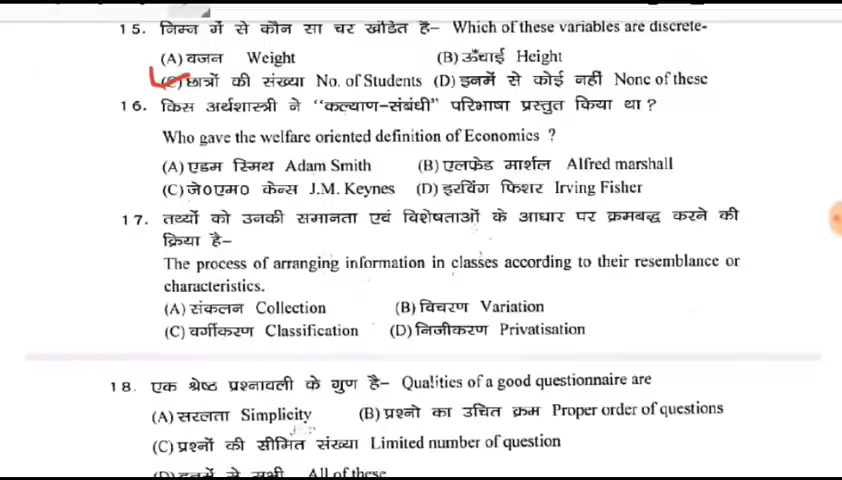 15. निम्न में से कौन सा चर खंडित है– Which of these variables are discrete-
(A) वजन Weight (B) ऊँचाई Height
(C) छात्रों की संख्या No. of Students (D) इनमें से कोई नहीं None of these
16. किस अर्थशास्त्री ने "कल्याण-संबंधी" परिभाषा प्रस्तुत किया था ?
Who gave the welfare oriented definition of Economics ?
(A) एडम स्मिथ Adam Smith (B) एलफ्रेड मार्शल Alfred marshall
(C) जे०एम० केन्स J.M. Keynes (D) इरविंग फिशर Irving Fisher
17. तथ्यों को उनकी समानता एवं विशेषताओं के आधार पर क्रमबद्ध करने की
क्रिया है–
The process of arranging information in classes according to their resemblance or
characteristics.
(A) संकलन Collection (B) विचरण Variation
(C) वर्गीकरण Classification (D) निजीकरण Privatisation
18. एक श्रेष्ठ प्रश्नावली के गुण है– Qualities of a good questionnaire are
(A) सरलता Simplicity (B) प्रश्नो का उचित क्रम Proper order of questions
(C) प्रश्नों की सीमित संख्या Limited number of question
(D) इनमें से सभी All of these